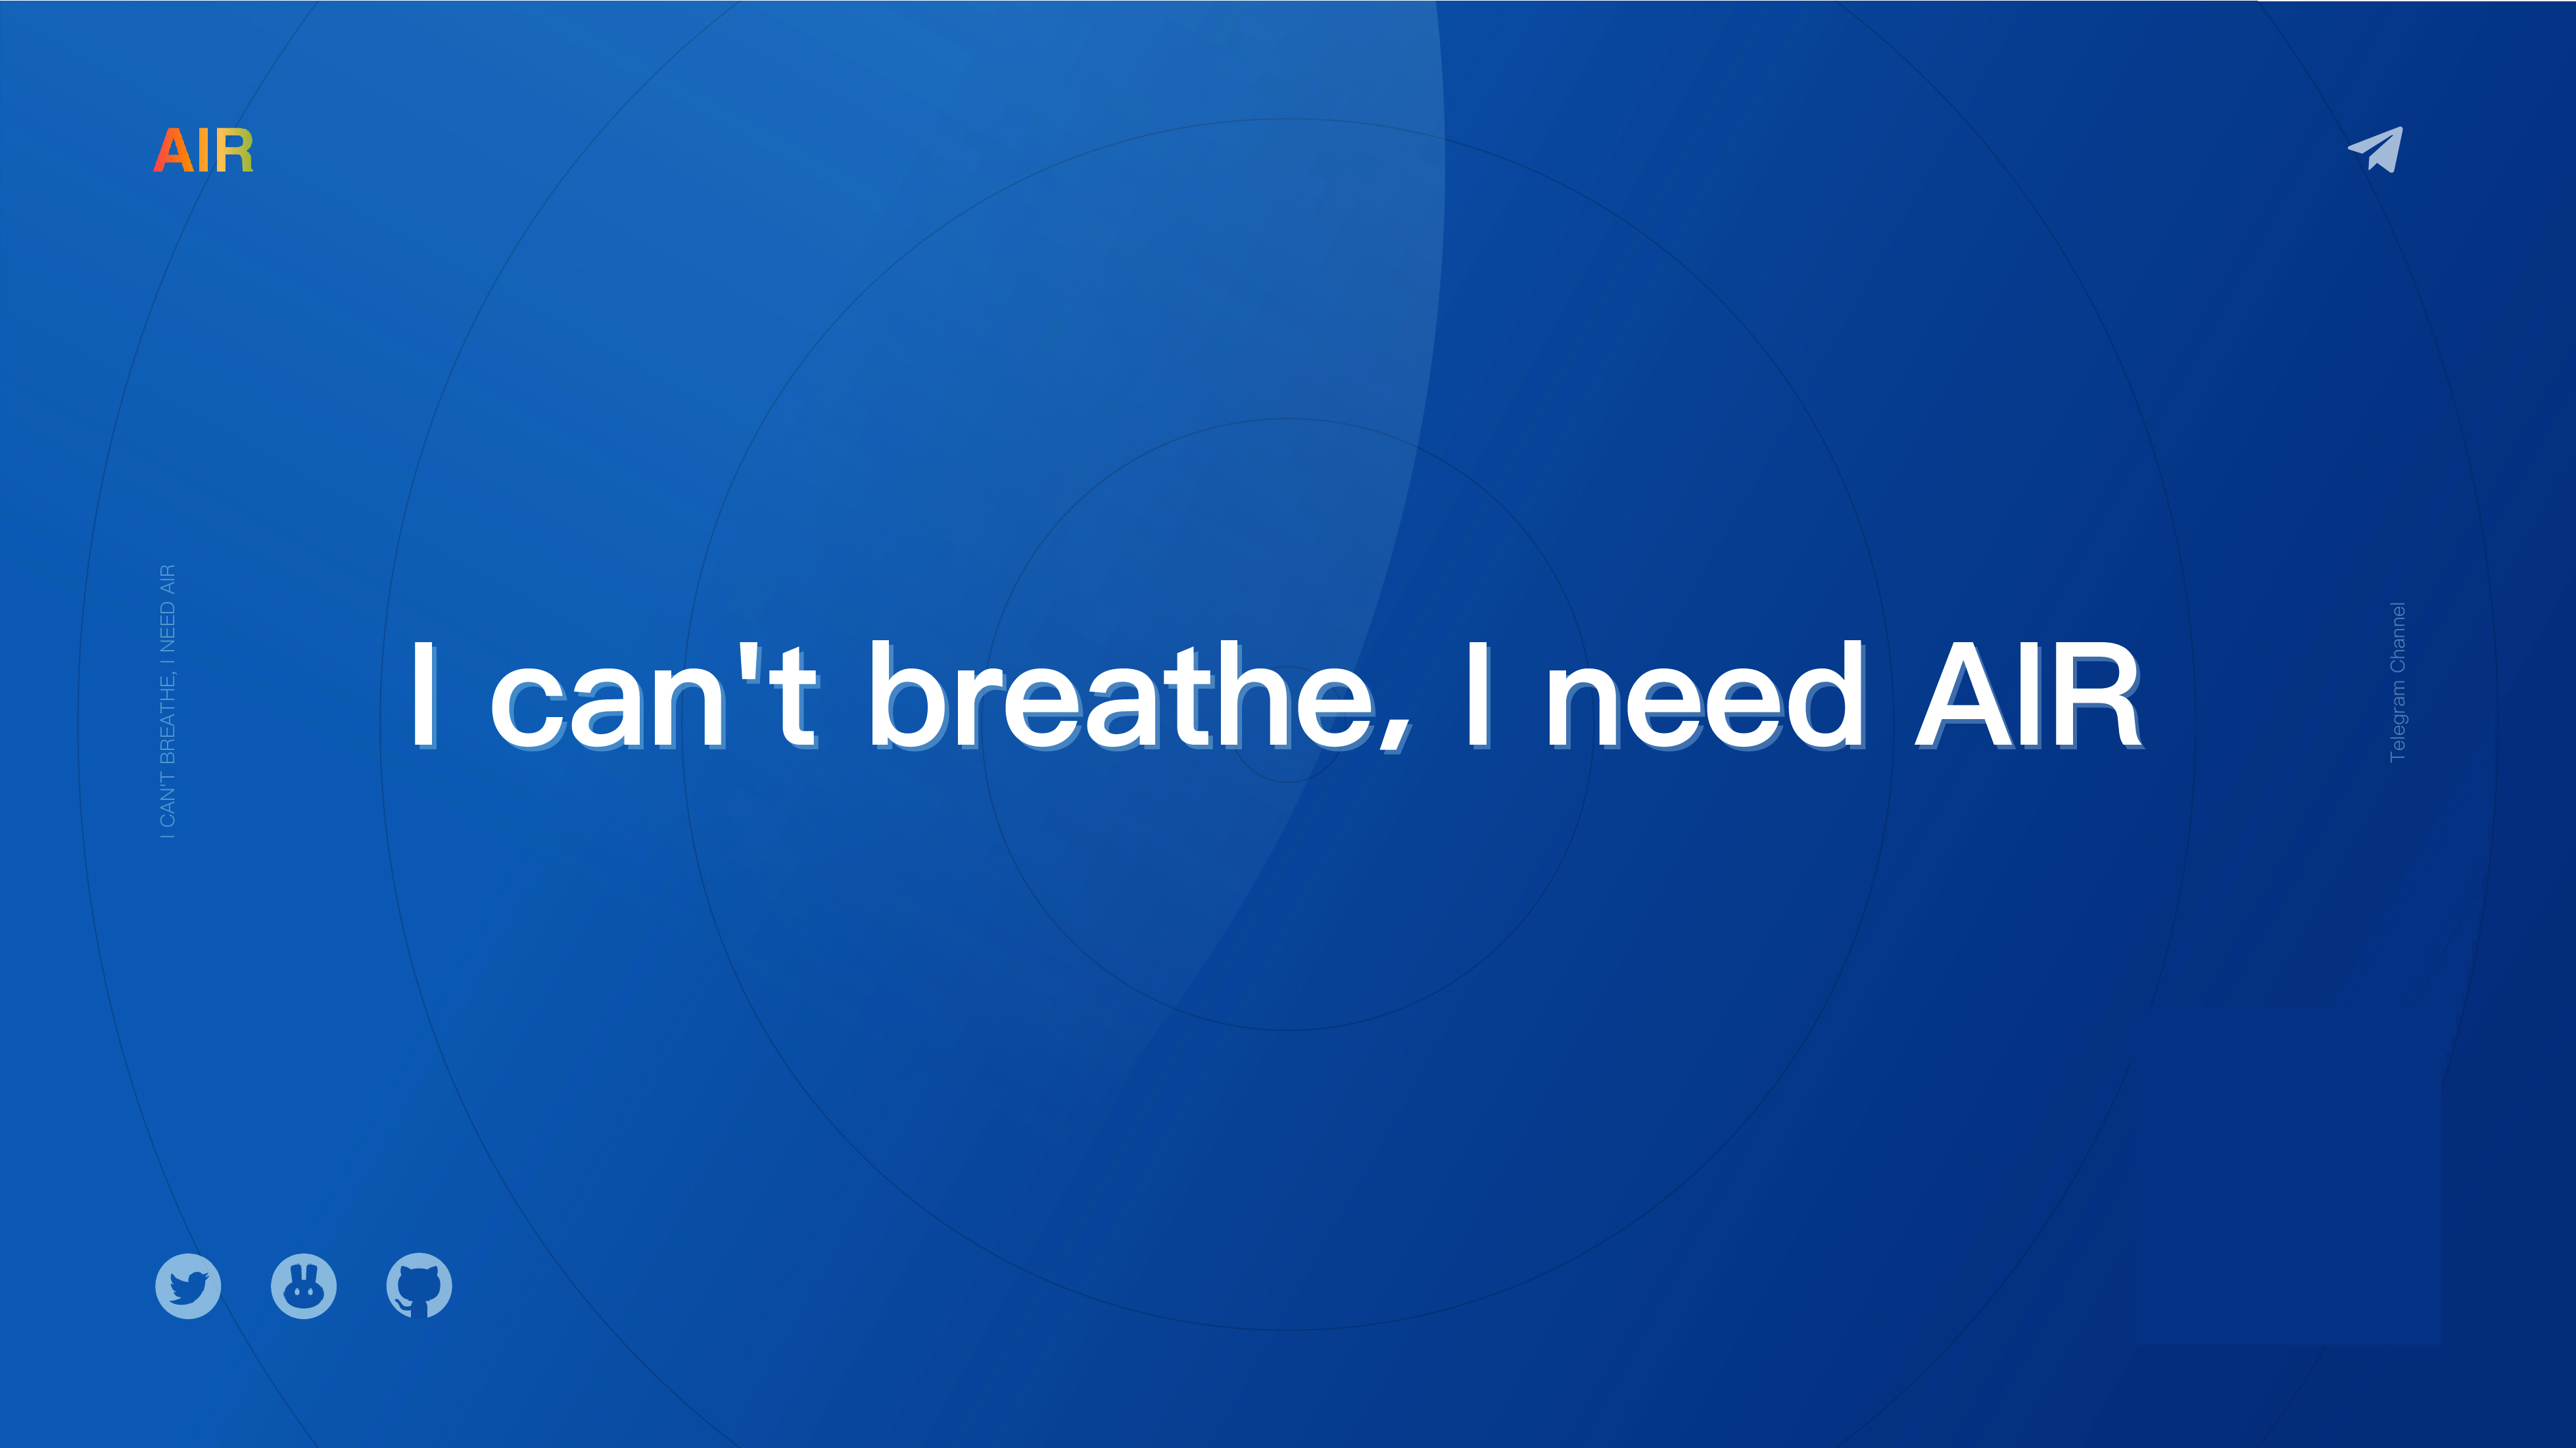 AIR
I CAN'T BREATHE, I NEED AIR
I can't breathe, I need AIR
Telegram Channel